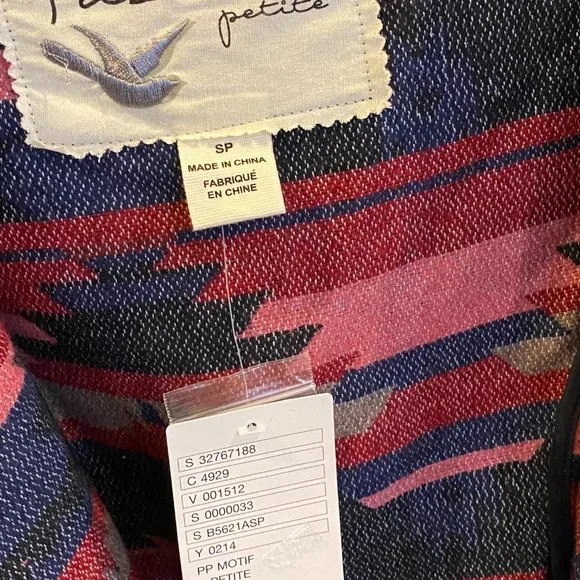 petite
SP
MADE IN CHINA
FABRIQUÉ
EN CHINE
S 32767188
C 4929
V 001512
S 0000033
S B5621ASP
Y 0214
PP MOTIF
PETITE